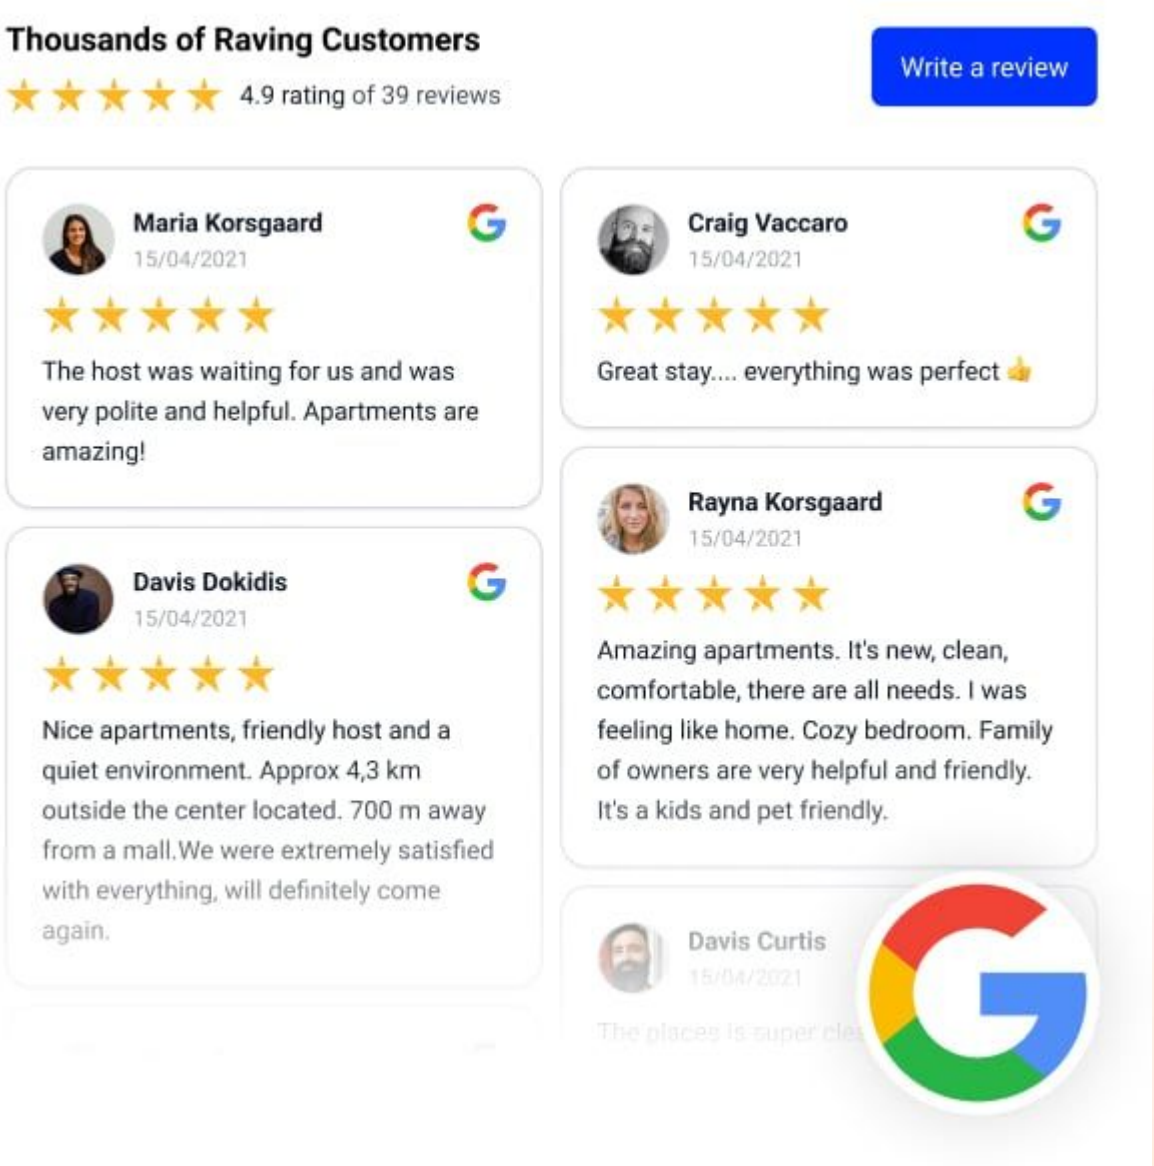 Thousands of Raving Customers
Write a review
4.9 rating of 39 reviews
Maria Korsgaard
15/04/2021
The host was waiting for us and was
very polite and helpful. Apartments are
amazing!
Davis Dokidis
15/04/2021
Nice apartments, friendly host and a
quiet environment. Approx 4,3 km
outside the center located. 700 m away
from a mall.We were extremely satisfied
with everything, will definitely come
again.
Craig Vaccaro
15/04/2021
Great stay.... everything was perfect 👍
Rayna Korsgaard
15/04/2021
Amazing apartments. It's new, clean,
comfortable, there are all needs. I was
feeling like home. Cozy bedroom. Family
of owners are very helpful and friendly.
It's a kids and pet friendly.
Davis Curtis
15/04/2021
The places is super